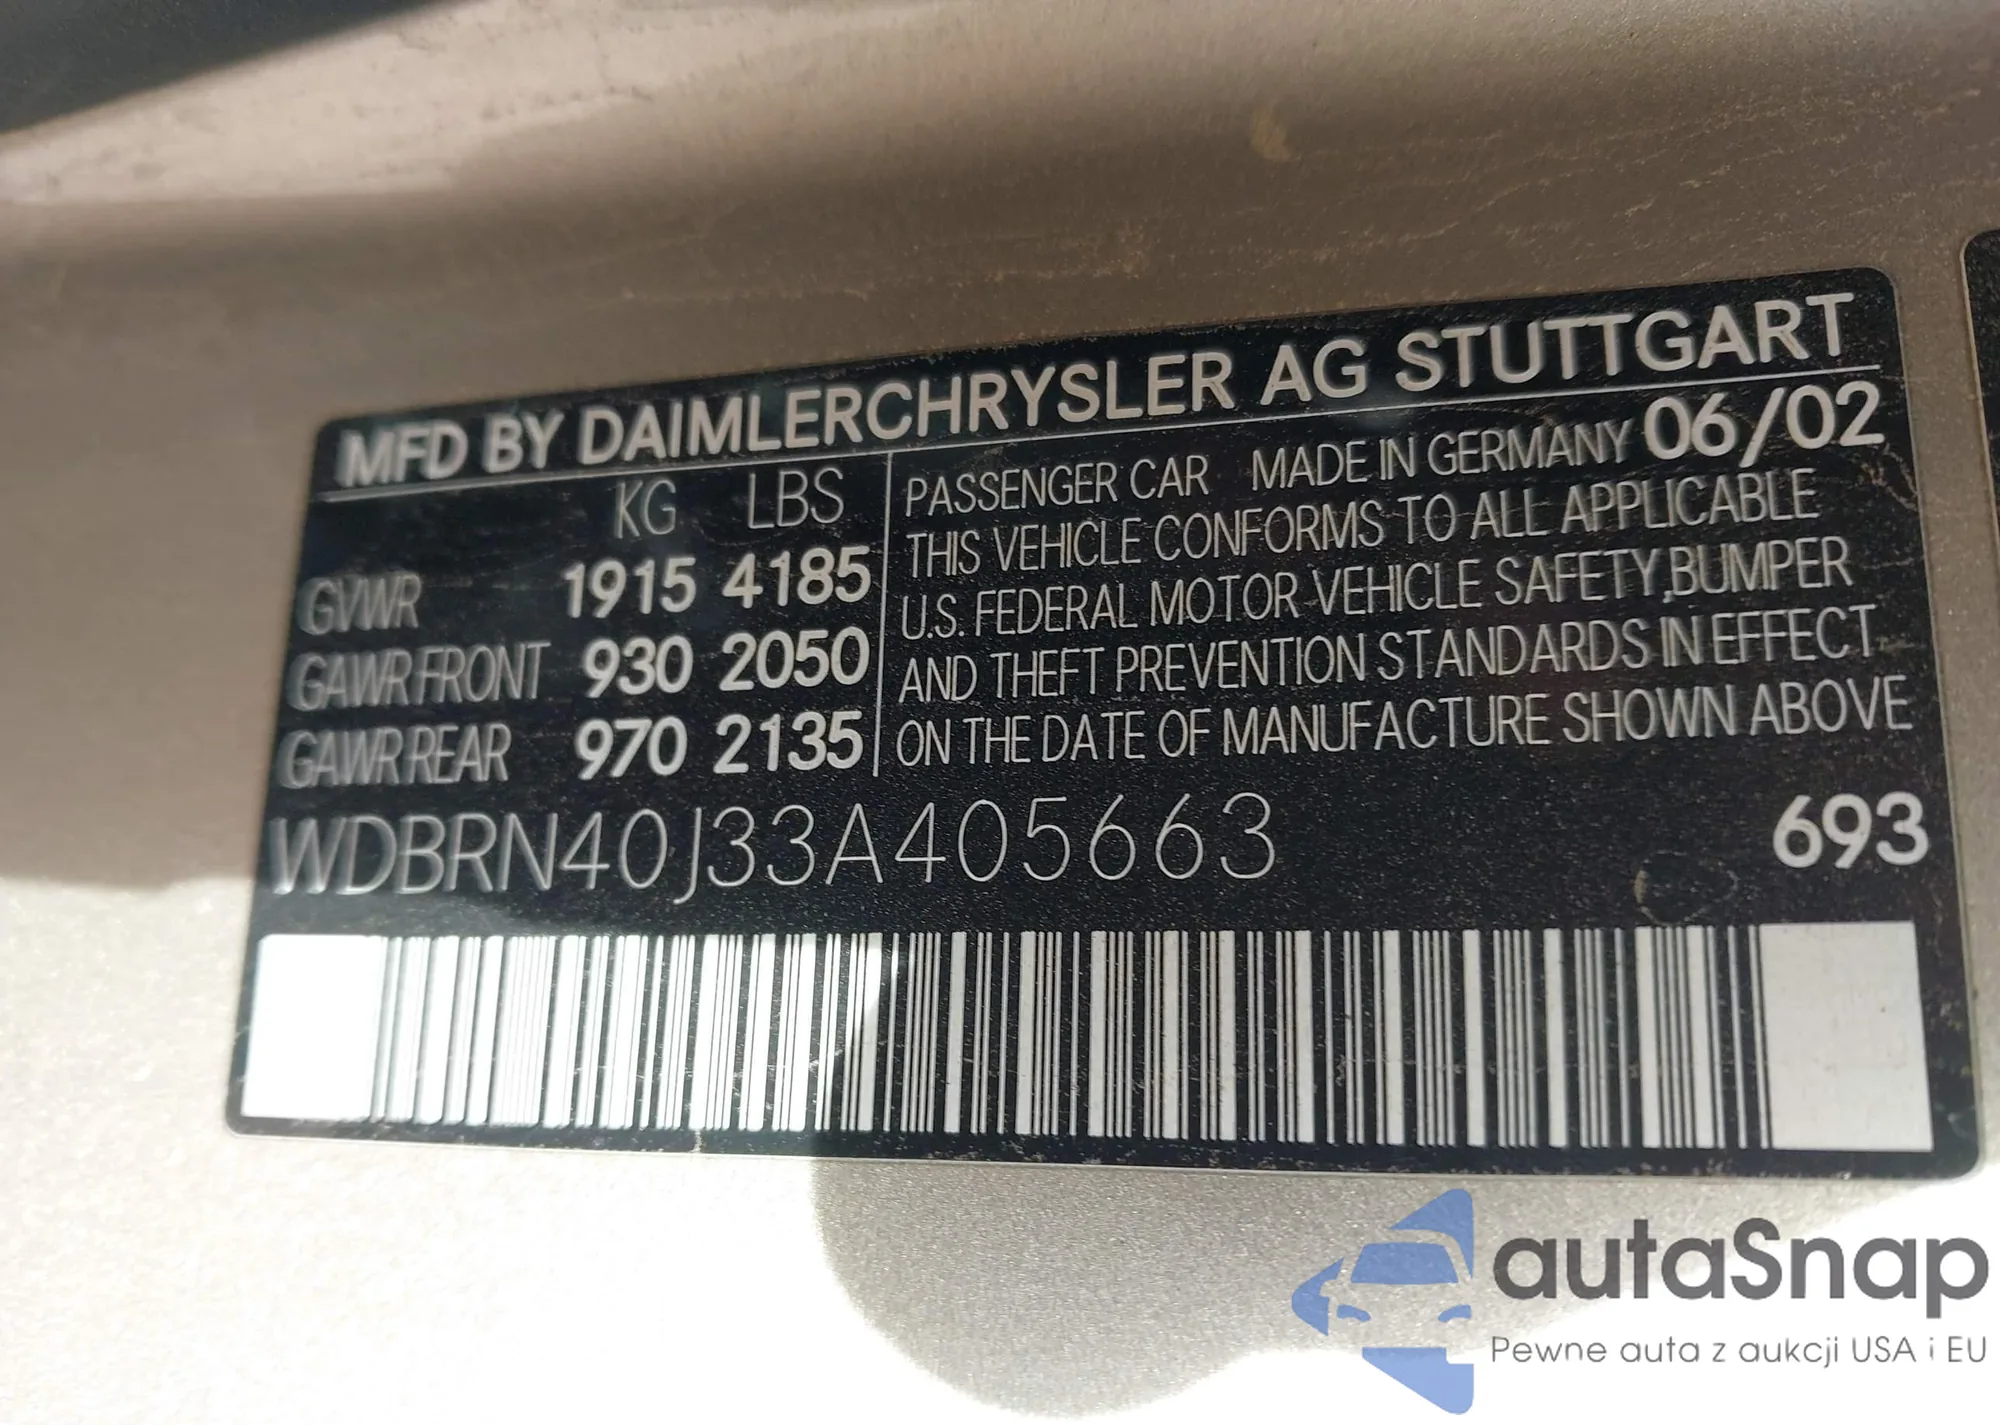 MFD BY DAIMLERCHRYSLER AG STUTTGART
KG LBS
GVWR 1915 4185
GAWR FRONT 930 2050
GAWR REAR 970 2135
PASSENGER CAR MADE IN GERMANY 06/02
THIS VEHICLE CONFORMS TO ALL APPLICABLE
U.S. FEDERAL MOTOR VEHICLE SAFETY,BUMPER
AND THEFT PREVENTION STANDARDS IN EFFECT
ON THE DATE OF MANUFACTURE SHOWN ABOVE
WDBRN40J33A405663 693
autaSnap
Pewne auta z aukcji USA i EU